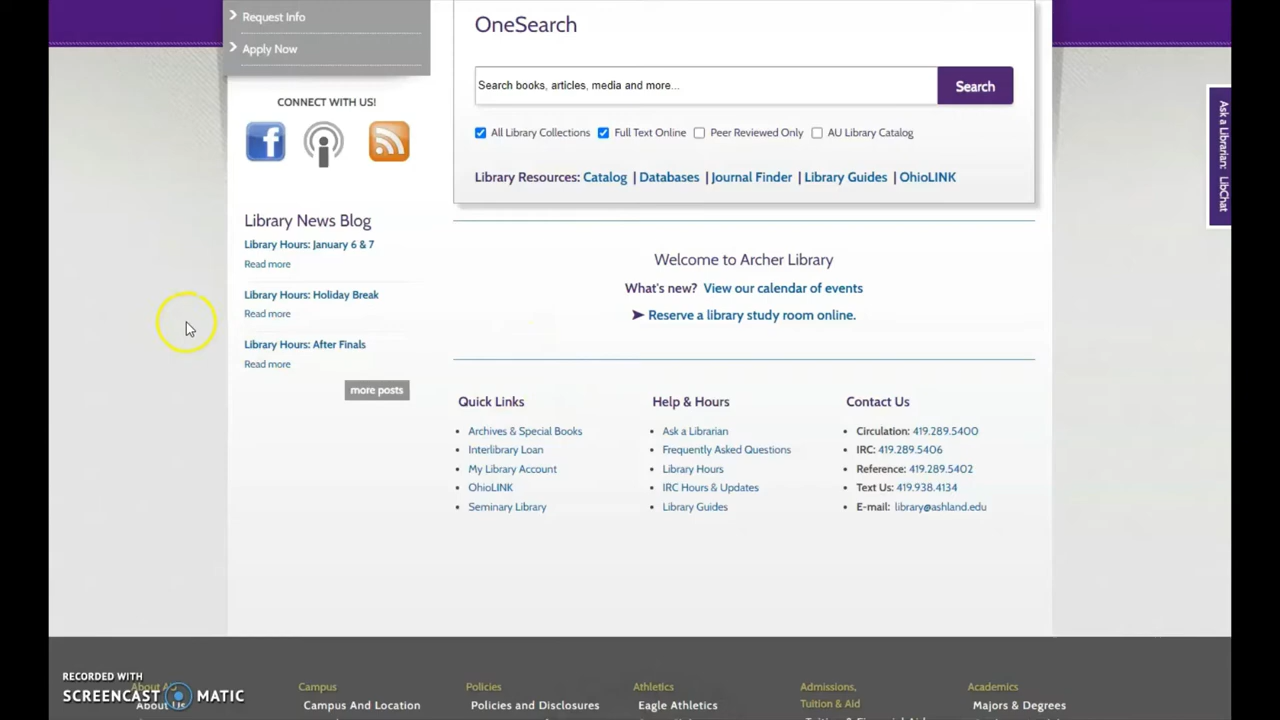 Request Info
Apply Now
CONNECT WITH US!
Library News Blog
Library Hours: January 6 & 7
Read more
Library Hours: Holiday Break
Read more
Library Hours: After Finals
Read more
more posts
OneSearch
Search books, articles, media and more...
Search
All Library Collections Full Text Online Peer Reviewed Only AU Library Catalog
Library Resources: Catalog | Databases | Journal Finder | Library Guides | OhioLINK
Ask a Librarian: LibChat
Welcome to Archer Library
What's new? View our calendar of events
➤ Reserve a library study room online.
Quick Links
• Archives & Special Books
• Interlibrary Loan
• My Library Account
• OhioLINK
• Seminary Library
Help & Hours
• Ask a Librarian
• Frequently Asked Questions
• Library Hours
• IRC Hours & Updates
• Library Guides
Contact Us
• Circulation: 419.289.5400
• IRC: 419.289.5406
• Reference: 419.289.5402
• Text Us: 419.938.4134
• E-mail: library@ashland.edu
RECORDED WITH
SCREENCAST MATIC
About
About Us
Campus
Campus And Location
Policies
Policies and Disclosures
Athletics
Eagle Athletics
Admissions,
Tuition & Aid
Academics
Majors & Degrees